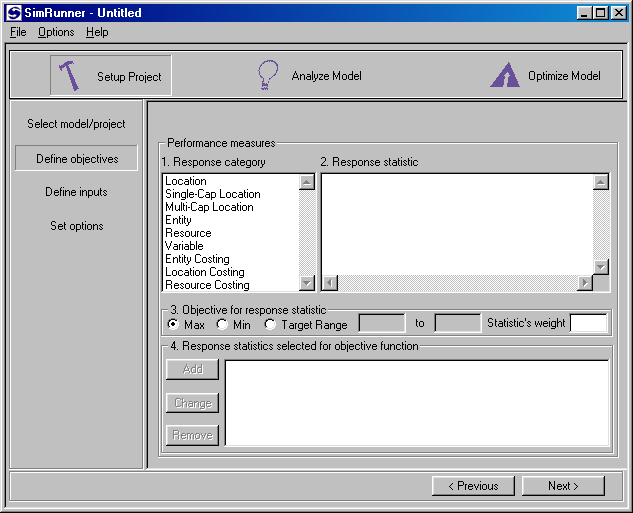 SimRunner - Untitled
File Options Help
Setup Project
Analyze Model
Optimize Model
Select model/project
Define objectives
Define inputs
Set options
Performance measures
1. Response category
2. Response statistic
Location
Single-Cap Location
Multi-Cap Location
Entity
Resource
Variable
Entity Costing
Location Costing
Resource Costing
3. Objective for response statistic
Max Min Target Range to Statistic's weight
4. Response statistics selected for objective function
Add
Change
Remove
< Previous Next >